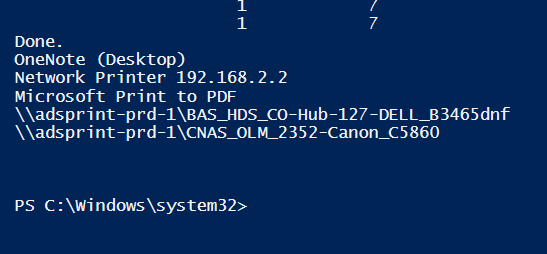 1 7
1 7
Done.
OneNote (Desktop)
Network Printer 192.168.2.2
Microsoft Print to PDF
\\adsprint-prd-1\BAS_HDS_CO-Hub-127-DELL_B3465dnf
\\adsprint-prd-1\CNAS_OLM_2352-Canon_C5860
PS C:\Windows\system32>